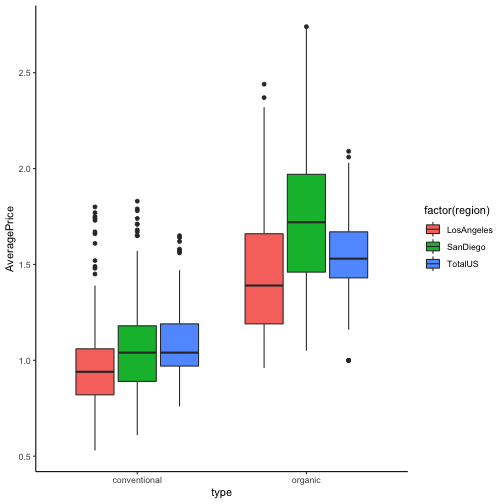 2.5
2.0
1.5
1.0
0.5
AveragePrice
conventional
organic
type
factor(region)
LosAngeles
SanDiego
TotalUS